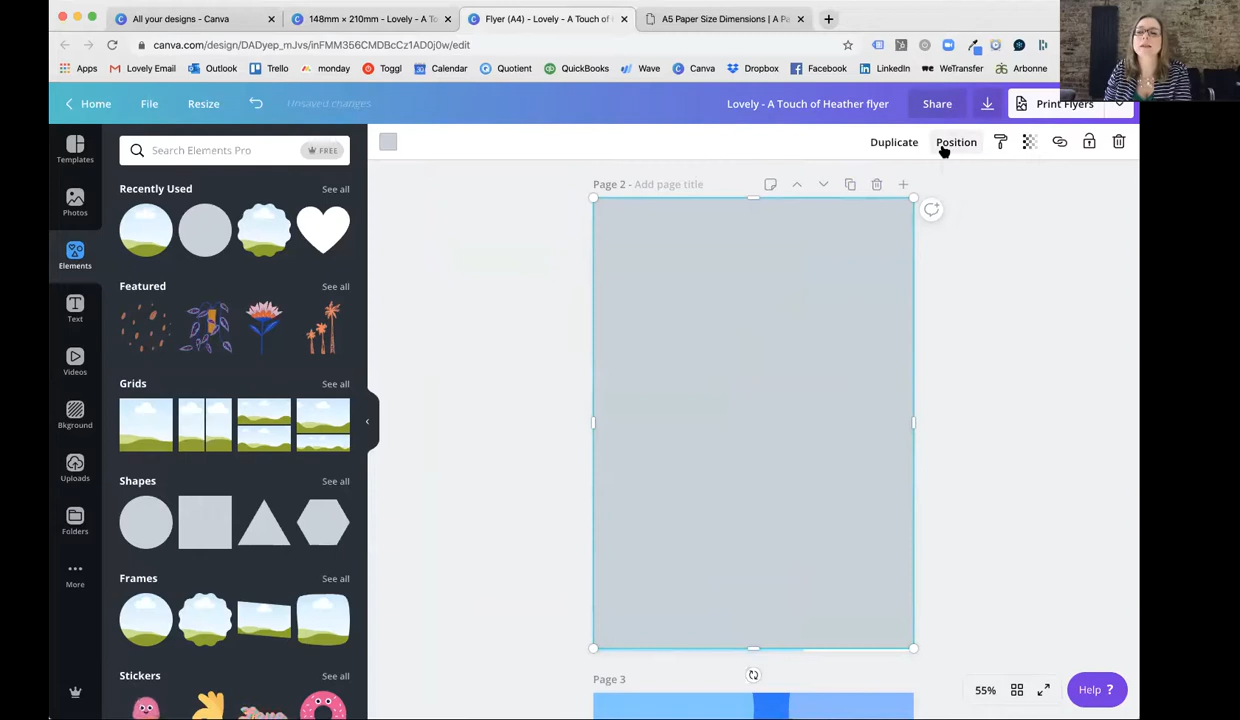 All your designs - Canva
148mm × 210mm - Lovely - A To
Flyer (A4) - Lovely - A Touch of
A5 Paper Size Dimensions | A Pa
canva.com/design/DADyep_mJvs/inFMM356CMDBcCz1AD0j0w/edit
Apps
Lovely Email
Outlook
Trello
monday
Toggl
Calendar
Quotient
QuickBooks
Wave
Canva
Dropbox
Facebook
LinkedIn
WeTransfer
Arbonne
Home
File
Resize
Unsaved changes
Lovely - A Touch of Heather flyer
Share
Print Flyers
Templates
Photos
Elements
Text
Videos
Bkground
Uploads
Folders
More
Search Elements Pro
FREE
Recently Used
See all
Featured
See all
Grids
See all
Shapes
See all
Frames
See all
Stickers
See all
Duplicate
Position
Page 2 - Add page title
Page 3
55%
Help ?